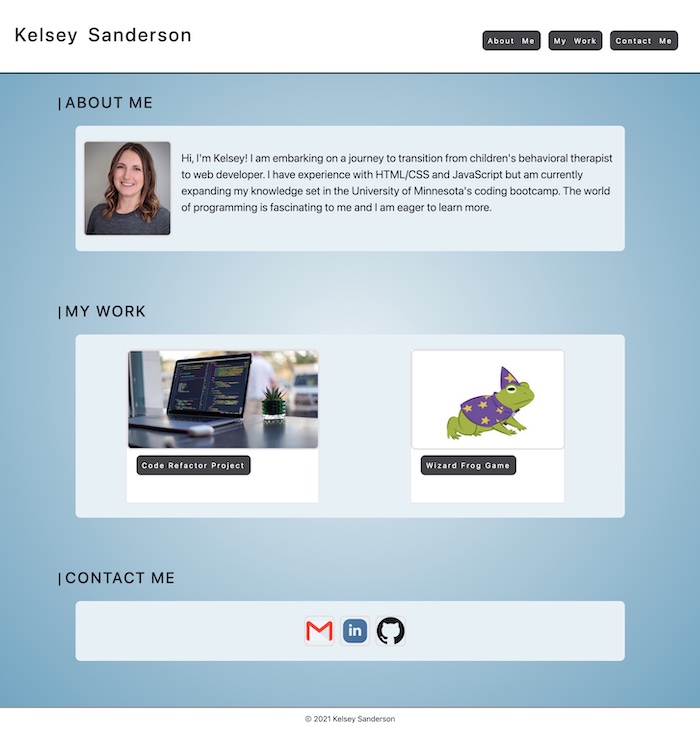 Kelsey Sanderson
About Me
My Work
Contact Me
|ABOUT ME
Hi, I'm Kelsey! I am embarking on a journey to transition from children's behavioral therapist
to web developer. I have experience with HTML/CSS and JavaScript but am currently
expanding my knowledge set in the University of Minnesota's coding bootcamp. The world
of programming is fascinating to me and I am eager to learn more.
|MY WORK
Code Refactor Project
Wizard Frog Game
|CONTACT ME
in
© 2021 Kelsey Sanderson